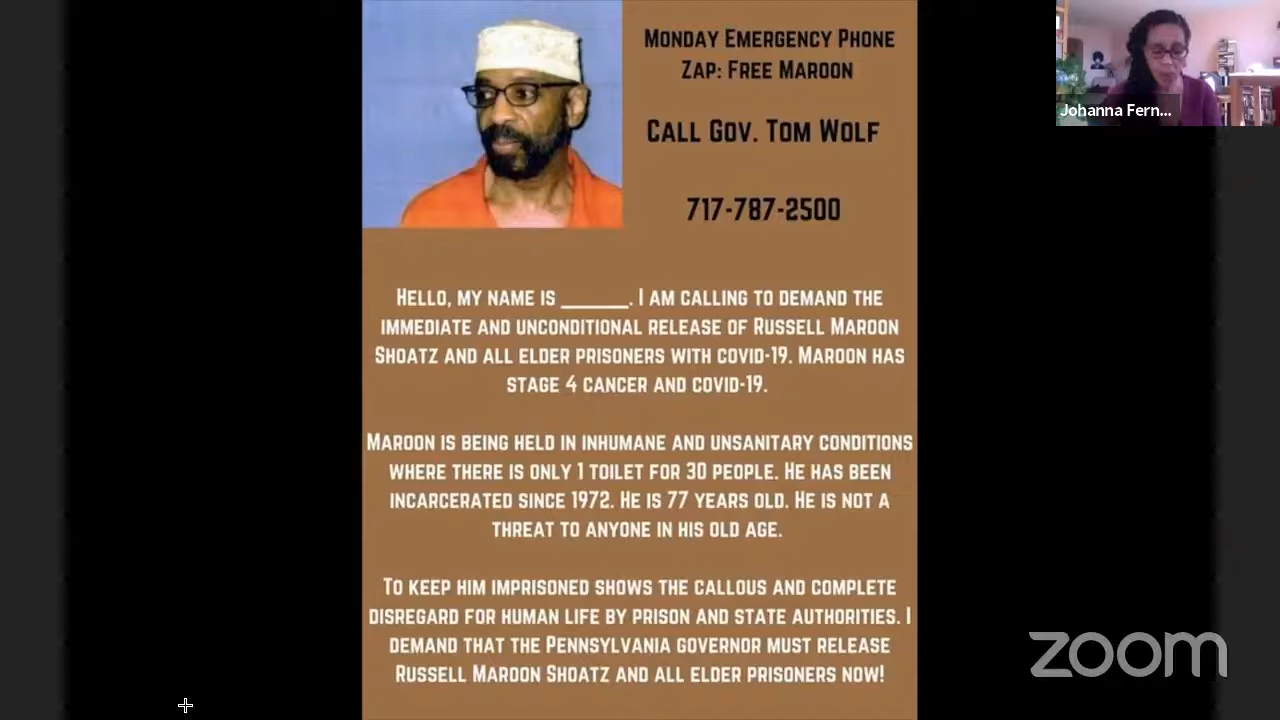 Monday Emergency Phone
Zap: Free Maroon
Call Gov. Tom Wolf
717-787-2500
Hello, my name is ______. I am calling to demand the
immediate and unconditional release of Russell Maroon
Shoatz and all elder prisoners with covid-19. Maroon has
stage 4 cancer and covid-19.
Maroon is being held in inhumane and unsanitary conditions
where there is only 1 toilet for 30 people. He has been
incarcerated since 1972. He is 77 years old. He is not a
threat to anyone in his old age.
To keep him imprisoned shows the callous and complete
disregard for human life by prison and state authorities. I
demand that the Pennsylvania governor must release
Russell Maroon Shoatz and all elder prisoners now!
Johanna Fern...
zoom